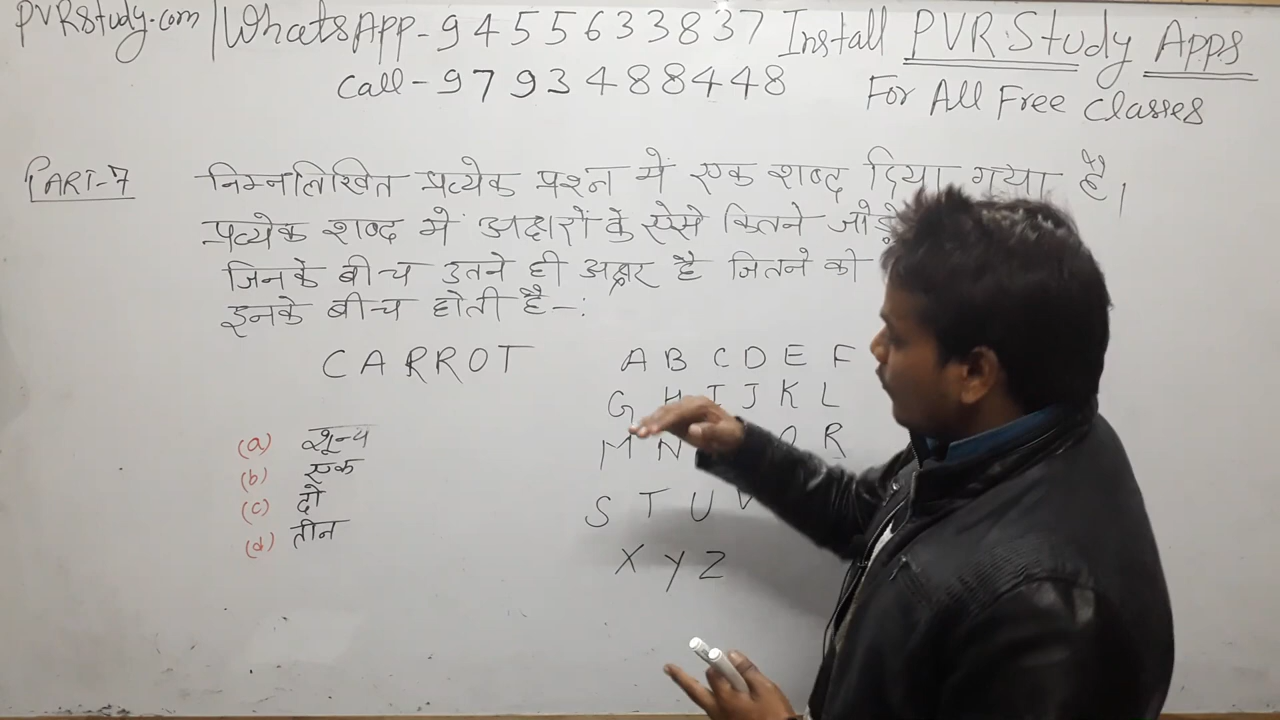 PVRStudy.com | WhatsApp - 9455633837 Install PVR Study Apps
Call - 9793488448 For All Free Classes
PART-7 निम्नलिखित प्रत्येक प्रश्न में एक शब्द दिया गया है।
प्रत्येक शब्द में अक्षरों के ऐसे कितने जोड़े
जिनके बीच उतने ही अक्षर है जितने की
इनके बीच होती है -:
CARROT A B C D E F
G H I J K L
M N Q R
S T U V
X Y Z
(a) शून्य
(b) एक
(c) दो
(d) तीन